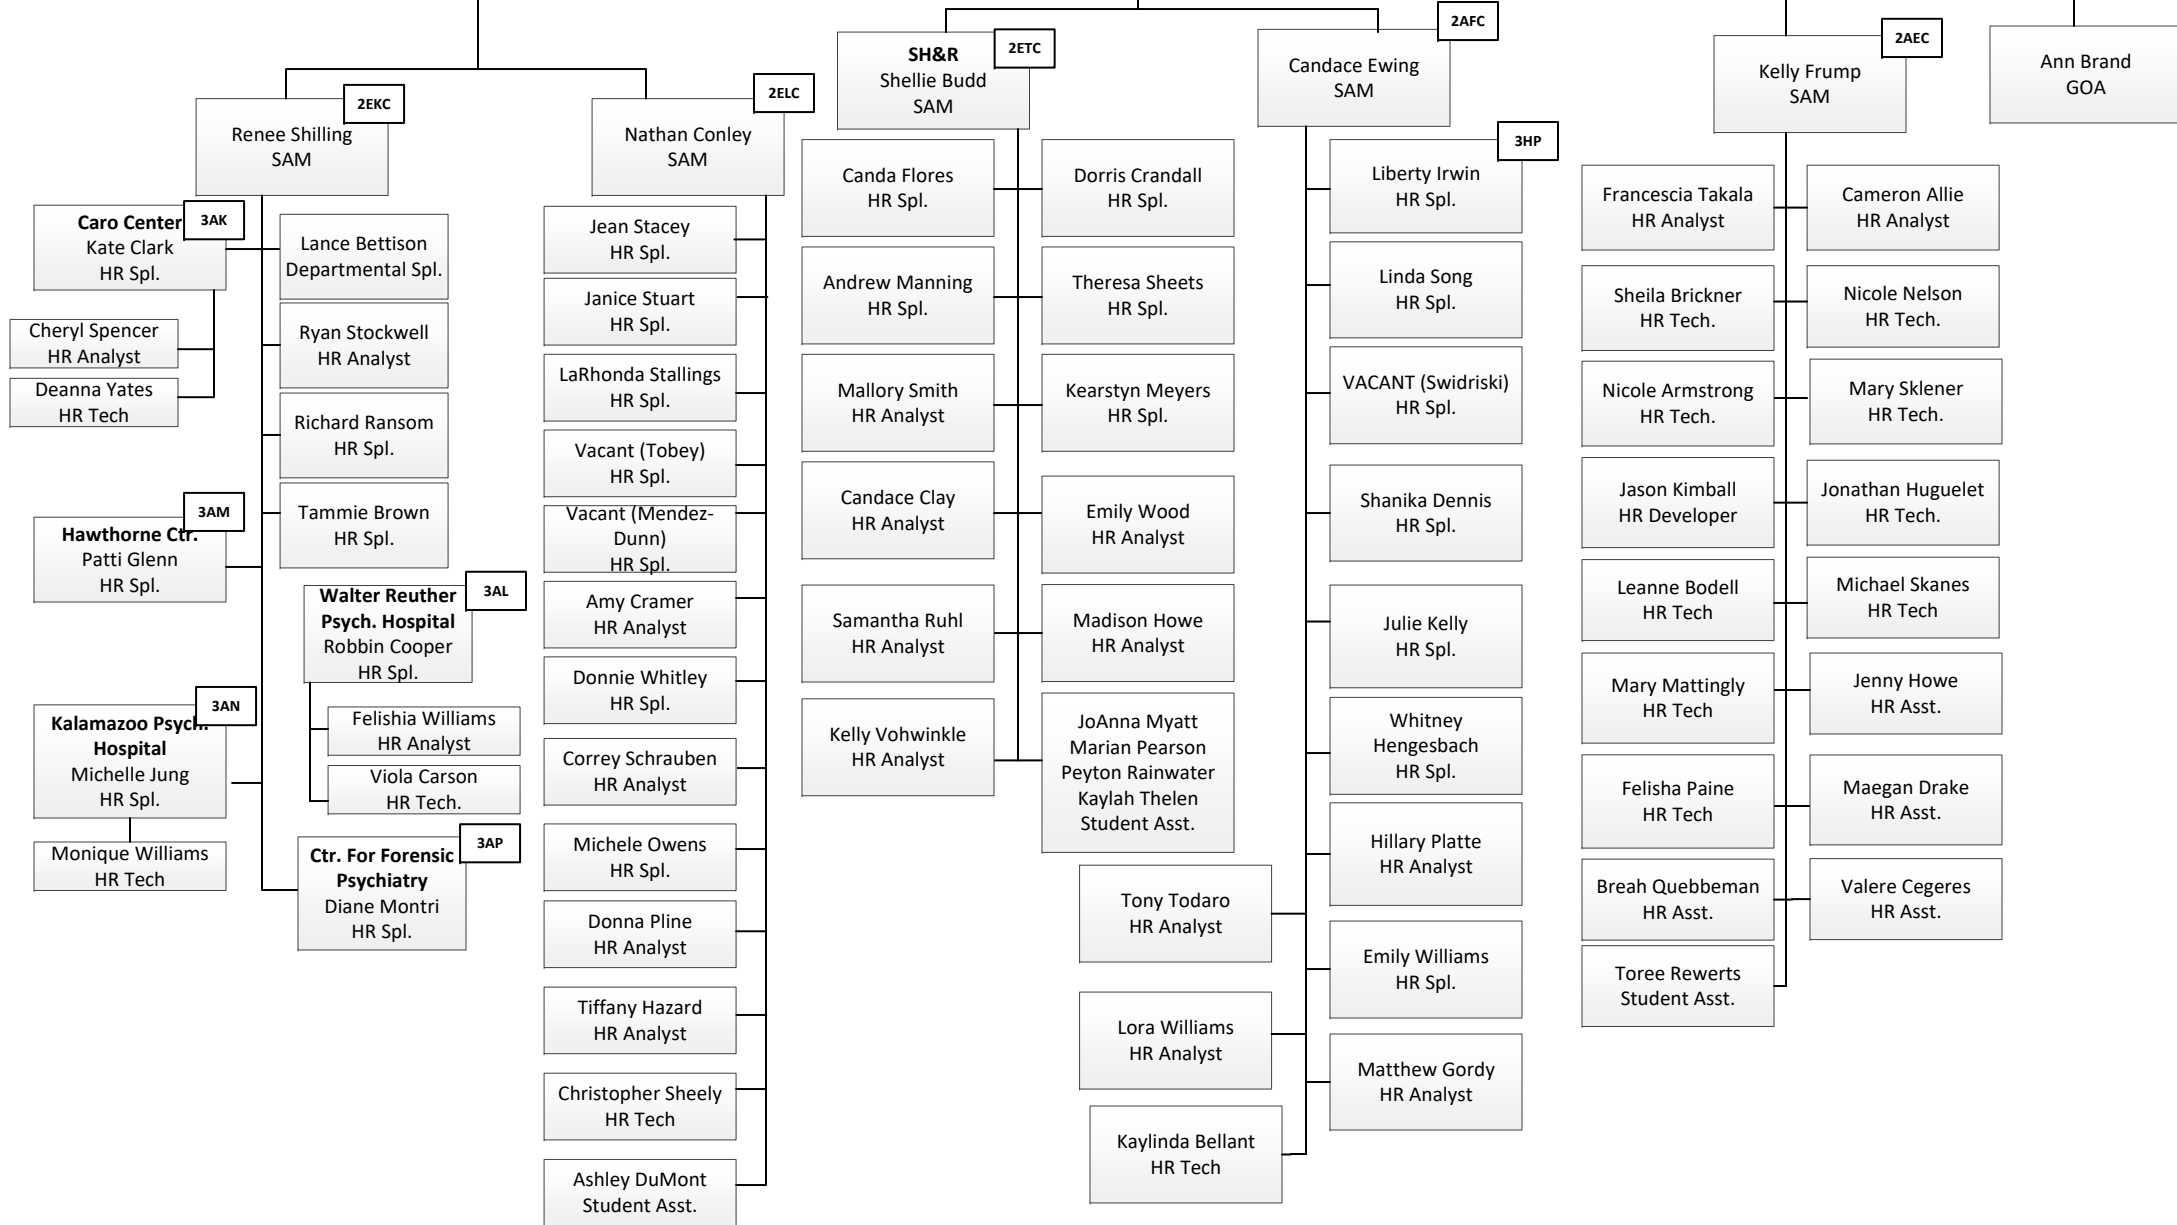 2EKC
Renee Shilling
SAM
3AK
Caro Center
Kate Clark
HR Spl.
Cheryl Spencer
HR Analyst
Deanna Yates
HR Tech
Lance Bettison
Departmental Spl.
Ryan Stockwell
HR Analyst
Richard Ransom
HR Spl.
Tammie Brown
HR Spl.
3AM
Hawthorne Ctr.
Patti Glenn
HR Spl.
3AL
Walter Reuther
Psych. Hospital
Robbin Cooper
HR Spl.
Felishia Williams
HR Analyst
Viola Carson
HR Tech.
3AN
Kalamazoo Psych.
Hospital
Michelle Jung
HR Spl.
Monique Williams
HR Tech
3AP
Ctr. For Forensic
Psychiatry
Diane Montri
HR Spl.
2ELC
Nathan Conley
SAM
Jean Stacey
HR Spl.
Janice Stuart
HR Spl.
LaRhonda Stallings
HR Spl.
Vacant (Tobey)
HR Spl.
Vacant (Mendez-
Dunn)
HR Spl.
Amy Cramer
HR Analyst
Donnie Whitley
HR Spl.
Correy Schrauben
HR Analyst
Michele Owens
HR Spl.
Donna Pline
HR Analyst
Tiffany Hazard
HR Analyst
Christopher Sheely
HR Tech
Ashley DuMont
Student Asst.
2ETC
SH&R
Shellie Budd
SAM
Canda Flores
HR Spl.
Dorris Crandall
HR Spl.
Andrew Manning
HR Spl.
Theresa Sheets
HR Spl.
Mallory Smith
HR Analyst
Kearstyn Meyers
HR Spl.
Candace Clay
HR Analyst
Emily Wood
HR Analyst
Samantha Ruhl
HR Analyst
Madison Howe
HR Analyst
Kelly Vohwinkle
HR Analyst
JoAnna Myatt
Marian Pearson
Peyton Rainwater
Kaylah Thelen
Student Asst.
2AFC
Candace Ewing
SAM
3HP
Liberty Irwin
HR Spl.
Linda Song
HR Spl.
VACANT (Swidriski)
HR Spl.
Shanika Dennis
HR Spl.
Julie Kelly
HR Spl.
Whitney
Hengesbach
HR Spl.
Hillary Platte
HR Analyst
Tony Todaro
HR Analyst
Emily Williams
HR Spl.
Lora Williams
HR Analyst
Matthew Gordy
HR Analyst
Kaylinda Bellant
HR Tech
2AEC
Kelly Frump
SAM
Francescia Takala
HR Analyst
Cameron Allie
HR Analyst
Sheila Brickner
HR Tech.
Nicole Nelson
HR Tech.
Nicole Armstrong
HR Tech.
Mary Sklener
HR Tech.
Jason Kimball
HR Developer
Jonathan Huguelet
HR Tech.
Leanne Bodell
HR Tech
Michael Skanes
HR Tech
Mary Mattingly
HR Tech
Jenny Howe
HR Asst.
Felisha Paine
HR Tech
Maegan Drake
HR Asst.
Breah Quebbeman
HR Asst.
Valere Cegeres
HR Asst.
Toree Rewerts
Student Asst.
Ann Brand
GOA